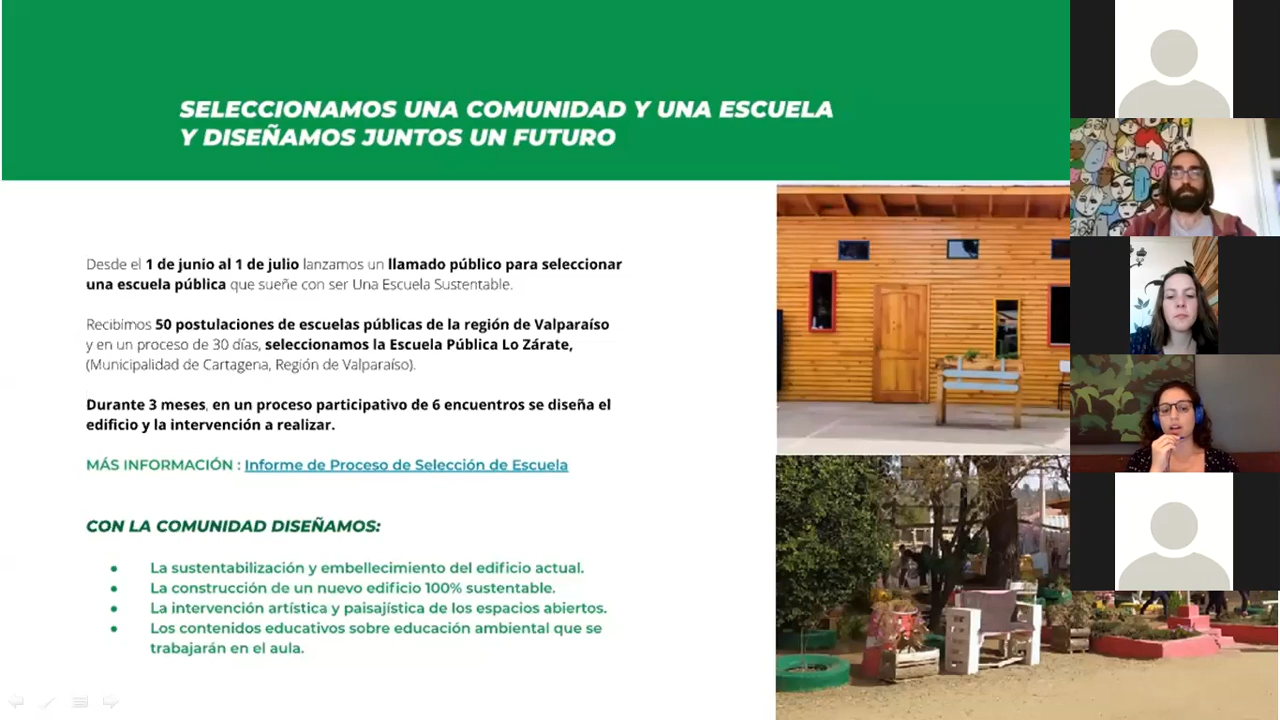 SELECCIONAMOS UNA COMUNIDAD Y UNA ESCUELA
Y DISEÑAMOS JUNTOS UN FUTURO
Desde el 1 de junio al 1 de julio lanzamos un llamado público para seleccionar
una escuela pública que sueñe con ser Una Escuela Sustentable.
Recibimos 50 postulaciones de escuelas públicas de la región de Valparaíso
y en un proceso de 30 días, seleccionamos la Escuela Pública Lo Zárate,
(Municipalidad de Cartagena, Región de Valparaíso).
Durante 3 meses, en un proceso participativo de 6 encuentros se diseña el
edificio y la intervención a realizar.
MÁS INFORMACIÓN : Informe de Proceso de Selección de Escuela
CON LA COMUNIDAD DISEÑAMOS:
● La sustentabilización y embellecimiento del edificio actual.
● La construcción de un nuevo edificio 100% sustentable.
● La intervención artística y paisajística de los espacios abiertos.
● Los contenidos educativos sobre educación ambiental que se
trabajarán en el aula.